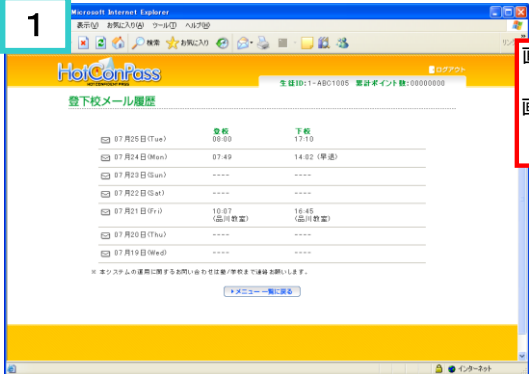 1
Microsoft Internet Explorer
表示(V) お気に入り(A) ツール(T) ヘルプ(H)
検索 お気に入り
HotConPass
ログアウト
生徒ID:1-ABC1005 累計ポイント数:00000000
登下校メール履歴
登校 下校
07月25日(Tue) 08:00 17:10
07月24日(Mon) 07:49 14:02 (早退)
07月23日(Sun) ---- ----
07月22日(Sat) ---- ----
07月21日(Fri) 10:07 16:45
(品川教室) (品川教室)
07月20日(Thu) ---- ----
07月19日(Wed) ---- ----
※ 本システムの運用に関するお問い合わせは塾/学校まで連絡お願いします。
メニュー一覧に戻る
インターネット